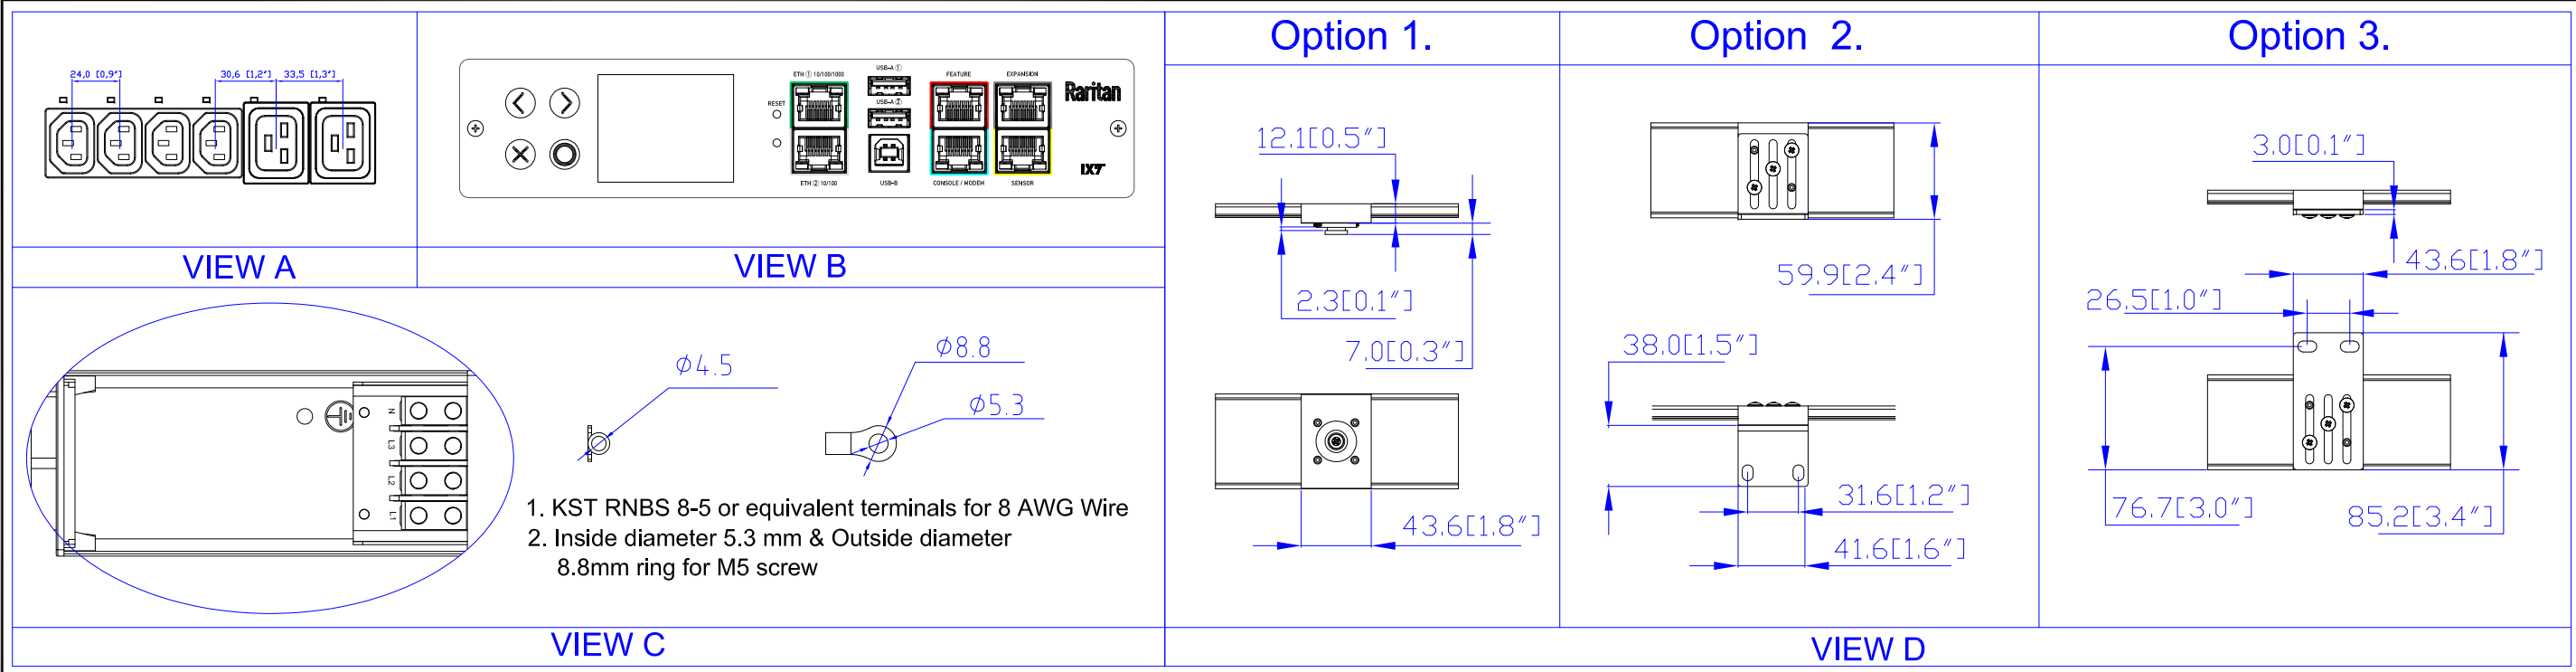 24,0 [0,9"]
30,6 [1,2"]
33,5 [1,3"]
VIEW A
RESET
ETH ① 10/100/1000
ETH ② 10/100
USB-A ①
USB-A ②
USB-B
FEATURE
CONSOLE / MODEM
EXPANSION
SENSOR
Raritan
iX7™
VIEW B
N
L3
L2
L1
Φ4.5
Φ8.8
Φ5.3
1. KST RNBS 8-5 or equivalent terminals for 8 AWG Wire
2. Inside diameter 5.3 mm & Outside diameter
8.8mm ring for M5 screw
VIEW C
Option 1.
12.1[0.5"]
2.3[0.1"]
7.0[0.3"]
43.6[1.8"]
Option 2.
59.9[2.4"]
38.0[1.5"]
31.6[1.2"]
41.6[1.6"]
Option 3.
3.0[0.1"]
43.6[1.8"]
26.5[1.0"]
76.7[3.0"]
85.2[3.4"]
VIEW D